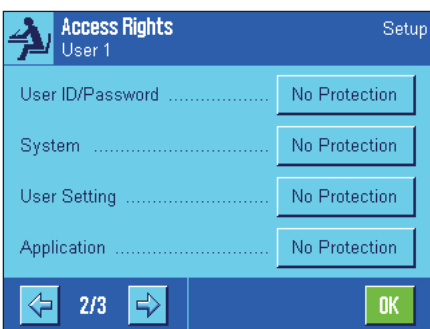 Access Rights Setup
User 1
User ID/Password .................. No Protection
System .......................... No Protection
User Setting ..................... No Protection
Application ....................... No Protection
2/3 OK